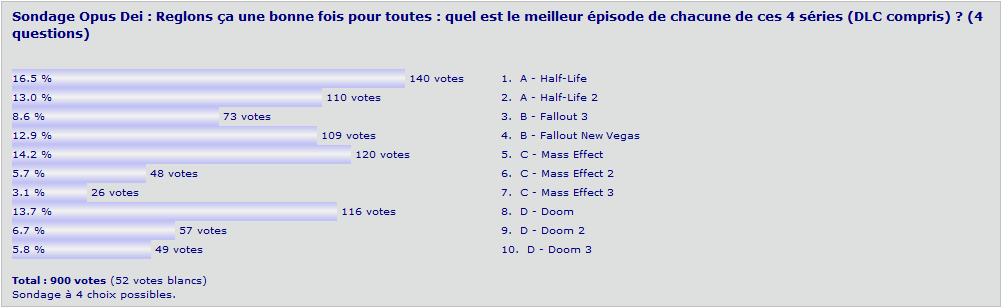 Sondage Opus Dei : Reglons ça une bonne fois pour toutes : quel est le meilleur épisode de chacune de ces 4 séries (DLC compris) ? (4
questions)
16.5 % 140 votes 1. A - Half-Life
13.0 % 110 votes 2. A - Half-Life 2
8.6 % 73 votes 3. B - Fallout 3
12.9 % 109 votes 4. B - Fallout New Vegas
14.2 % 120 votes 5. C - Mass Effect
5.7 % 48 votes 6. C - Mass Effect 2
3.1 % 26 votes 7. C - Mass Effect 3
13.7 % 116 votes 8. D - Doom
6.7 % 57 votes 9. D - Doom 2
5.8 % 49 votes 10. D - Doom 3
Total : 900 votes (52 votes blancs)
Sondage à 4 choix possibles.